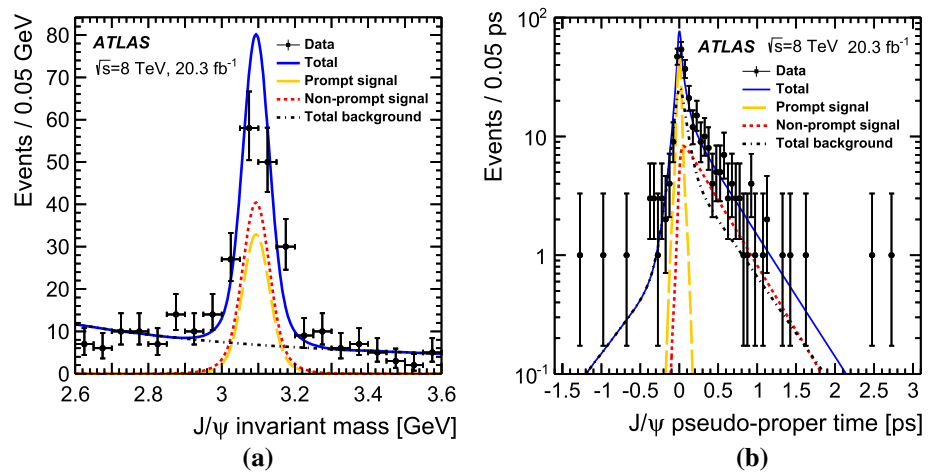 ATLAS
√s=8 TeV, 20.3 fb⁻¹
Data
Total
Prompt signal
Non-prompt signal
Total background
Events / 0.05 GeV
80
70
60
50
40
30
20
10
0
2.6 2.8 3 3.2 3.4 3.6
J/ψ invariant mass [GeV]
(a)
ATLAS √s=8 TeV 20.3 fb⁻¹
Data
Total
Prompt signal
Non-prompt signal
Total background
Events / 0.05 ps
10²
10
1
10⁻¹
-1.5 -1 -0.5 0 0.5 1 1.5 2 2.5 3
J/ψ pseudo-proper time [ps]
(b)